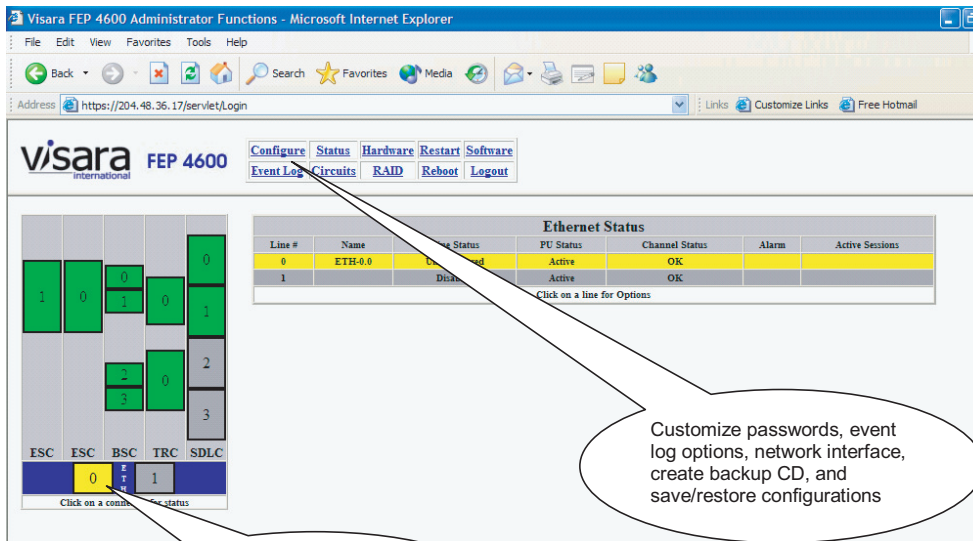 Visara FEP 4600 Administrator Functions - Microsoft Internet Explorer
File Edit View Favorites Tools Help
Back Search Favorites Media
Address https://204.48.36.17/servlet/Login Links Customize Links Free Hotmail
visara international FEP 4600
Configure Status Hardware Restart Software
Event Log Circuits RAID Reboot Logout
Ethernet Status
Line # Name Status PU Status Channel Status Alarm Active Sessions
0 ETH-0.0 Active OK
1 Active OK
Click on a line for Options
1 0 0 1 0 0 1
2 3 0 2 3
ESC ESC BSC TRC SDLC
0 ETH 1
Click on a for status
Customize passwords, event
log options, network interface,
create backup CD, and
save/restore configurations